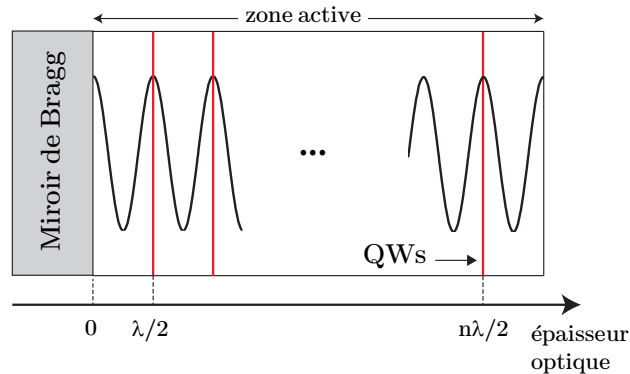 zone active
Miroir de Bragg
...
QWs
0
λ/2
nλ/2
épaisseur
optique